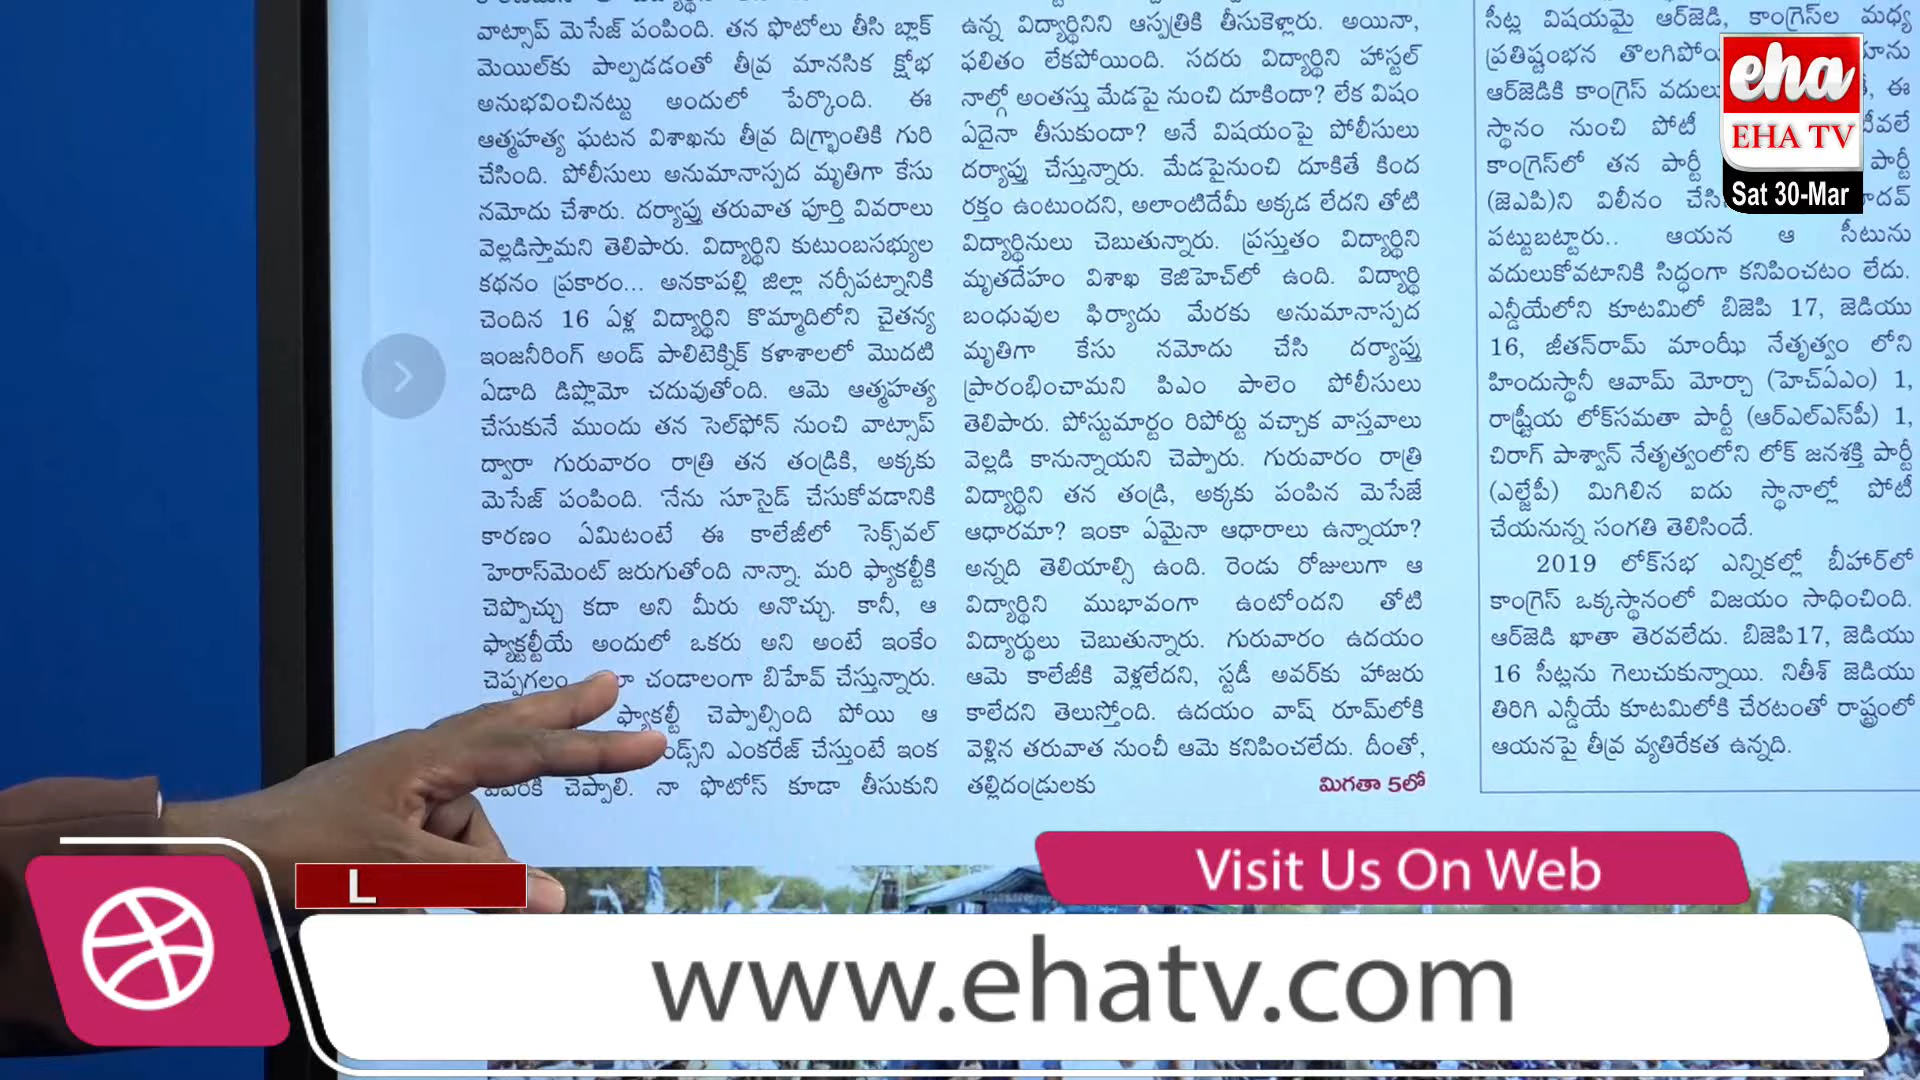 వాట్సాప్ మెసేజ్ పంపింది. తన ఫొటోలు తీసి బ్లాక్
మెయిల్‌కు పాల్పడడంతో తీవ్ర మానసిక క్షోభ
అనుభవించినట్టు అందులో పేర్కొంది. ఈ
ఆత్మహత్య ఘటన విశాఖను తీవ్ర దిగ్భ్రాంతికి గురి
చేసింది. పోలీసులు అనుమానాస్పద మృతిగా కేసు
నమోదు చేశారు. దర్యాప్తు తరువాత పూర్తి వివరాలు
వెల్లడిస్తామని తెలిపారు. విద్యార్థిని కుటుంబసభ్యుల
కథనం ప్రకారం... అనకాపల్లి జిల్లా నర్సీపట్నానికి
చెందిన 16 ఏళ్ల విద్యార్థిని కొమ్మాదిలోని చైతన్య
ఇంజనీరింగ్ అండ్ పాలిటెక్నిక్ కళాశాలలో మొదటి
ఏడాది డిప్లొమో చదువుతోంది. ఆమె ఆత్మహత్య
చేసుకునే ముందు తన సెల్‌ఫోన్ నుంచి వాట్సాప్
ద్వారా గురువారం రాత్రి తన తండ్రికి, అక్కకు
మెసేజ్ పంపింది. 'నేను సూసైడ్ చేసుకోవడానికి
కారణం ఏమిటంటే ఈ కాలేజీలో సెక్స్‌వల్
హెరాస్‌మెంట్ జరుగుతోంది నాన్నా. మరి ఫ్యాకల్టీకి
చెప్పొచ్చు కదా అని మీరు అనొచ్చు. కానీ, ఆ
ఫ్యాక్టల్టీయే అందులో ఒకరు అని అంటే ఇంకేం
చెప్పగలం. చండాలంగా బిహేవ్ చేస్తున్నారు.
ఫ్యాకల్టీ చెప్పాల్సింది పోయి ఆ
ఎంకరేజ్ చేస్తుంటే ఇంక
చెప్పాలి. నా ఫొటోస్ కూడా తీసుకుని
ఉన్న విద్యార్థినిని ఆస్పత్రికి తీసుకెళ్లారు. అయినా,
ఫలితం లేకపోయింది. సదరు విద్యార్థిని హాస్టల్
నాల్గో అంతస్తు మేడపై నుంచి దూకిందా? లేక విషం
ఏదైనా తీసుకుందా? అనే విషయంపై పోలీసులు
దర్యాప్తు చేస్తున్నారు. మేడపైనుంచి దూకితే కింద
రక్తం ఉంటుందని, అలాంటిదేమీ అక్కడ లేదని తోటి
విద్యార్థినులు చెబుతున్నారు. ప్రస్తుతం విద్యార్థిని
మృతదేహం విశాఖ కెజిహెచ్‌లో ఉంది. విద్యార్థి
బంధువుల ఫిర్యాదు మేరకు అనుమానాస్పద
మృతిగా కేసు నమోదు చేసి దర్యాప్తు
ప్రారంభించామని పిఎం పాలెం పోలీసులు
తెలిపారు. పోస్టుమార్టం రిపోర్టు వచ్చాక వాస్తవాలు
వెల్లడి కానున్నాయని చెప్పారు. గురువారం రాత్రి
విద్యార్థిని తన తండ్రి, అక్కకు పంపిన మెసేజే
ఆధారమా? ఇంకా ఏమైనా ఆధారాలు ఉన్నాయా?
అన్నది తెలియాల్సి ఉంది. రెండు రోజులుగా ఆ
విద్యార్థిని ముభావంగా ఉంటోందని తోటి
విద్యార్థులు చెబుతున్నారు. గురువారం ఉదయం
ఆమె కాలేజీకి వెళ్లలేదని, స్టడీ అవర్‌కు హాజరు
కాలేదని తెలుస్తోంది. ఉదయం వాష్ రూమ్‌లోకి
వెళ్లిన తరువాత నుంచీ ఆమె కనిపించలేదు. దీంతో,
తల్లిదండ్రులకు మిగతా 5లో
సీట్ల విషయమై ఆర్‌జెడి, కాంగ్రెస్‌ల మధ్య
ప్రతిష్టంభన
ఆర్‌జెడికి కాంగ్రెస్ ఈ
స్థానం నుంచి పోటీ
కాంగ్రెస్‌లో తన పార్టీ పార్టీ
(జెఎపి)ని విలీనం
పట్టుబట్టారు.. ఆయన ఆ సీటును
వదులుకోవటానికి సిద్ధంగా కనిపించటం లేదు.
ఎన్డీయేలోని కూటమిలో బిజెపి 17, జెడియు
16, జీతన్‌రామ్ మాంఝీ నేతృత్వం లోని
హిందుస్థానీ ఆవామ్ మోర్చా (హెచ్ఏఎం) 1,
రాష్ట్రీయ లోక్‌సమతా పార్టీ (ఆర్ఎల్ఎస్‌పీ) 1,
చిరాగ్ పాశ్వాన్ నేతృత్వంలోని లోక్ జనశక్తి పార్టీ
(ఎల్జేపీ) మిగిలిన ఐదు స్థానాల్లో పోటీ
చేయనున్న సంగతి తెలిసిందే.
2019 లోక్‌సభ ఎన్నికల్లో బీహార్‌లో
కాంగ్రెస్ ఒక్కస్థానంలో విజయం సాధించింది.
ఆర్‌జెడి ఖాతా తెరవలేదు. బిజెపి17, జెడియు
16 సీట్లను గెలుచుకున్నాయి. నితీశ్ జెడియు
తిరిగి ఎన్డీయే కూటమిలోకి చేరటంతో రాష్ట్రంలో
ఆయనపై తీవ్ర వ్యతిరేకత ఉన్నది.
eha
EHA TV
Sat 30-Mar
L
Visit Us On Web
www.ehatv.com